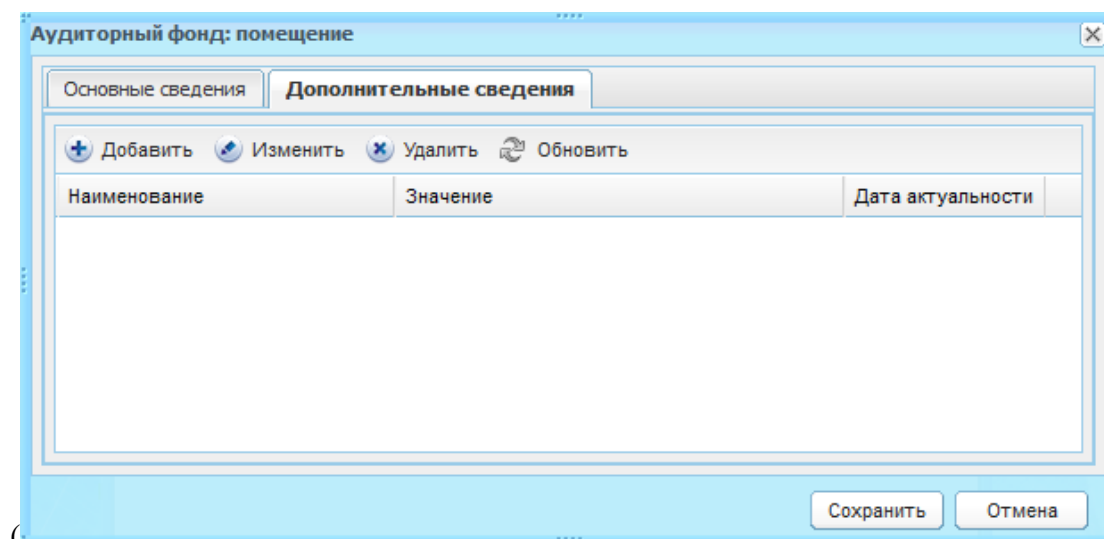 Аудиторный фонд: помещение
Основные сведения Дополнительные сведения
Добавить Изменить Удалить Обновить
Наименование Значение Дата актуальности
Сохранить Отмена
(